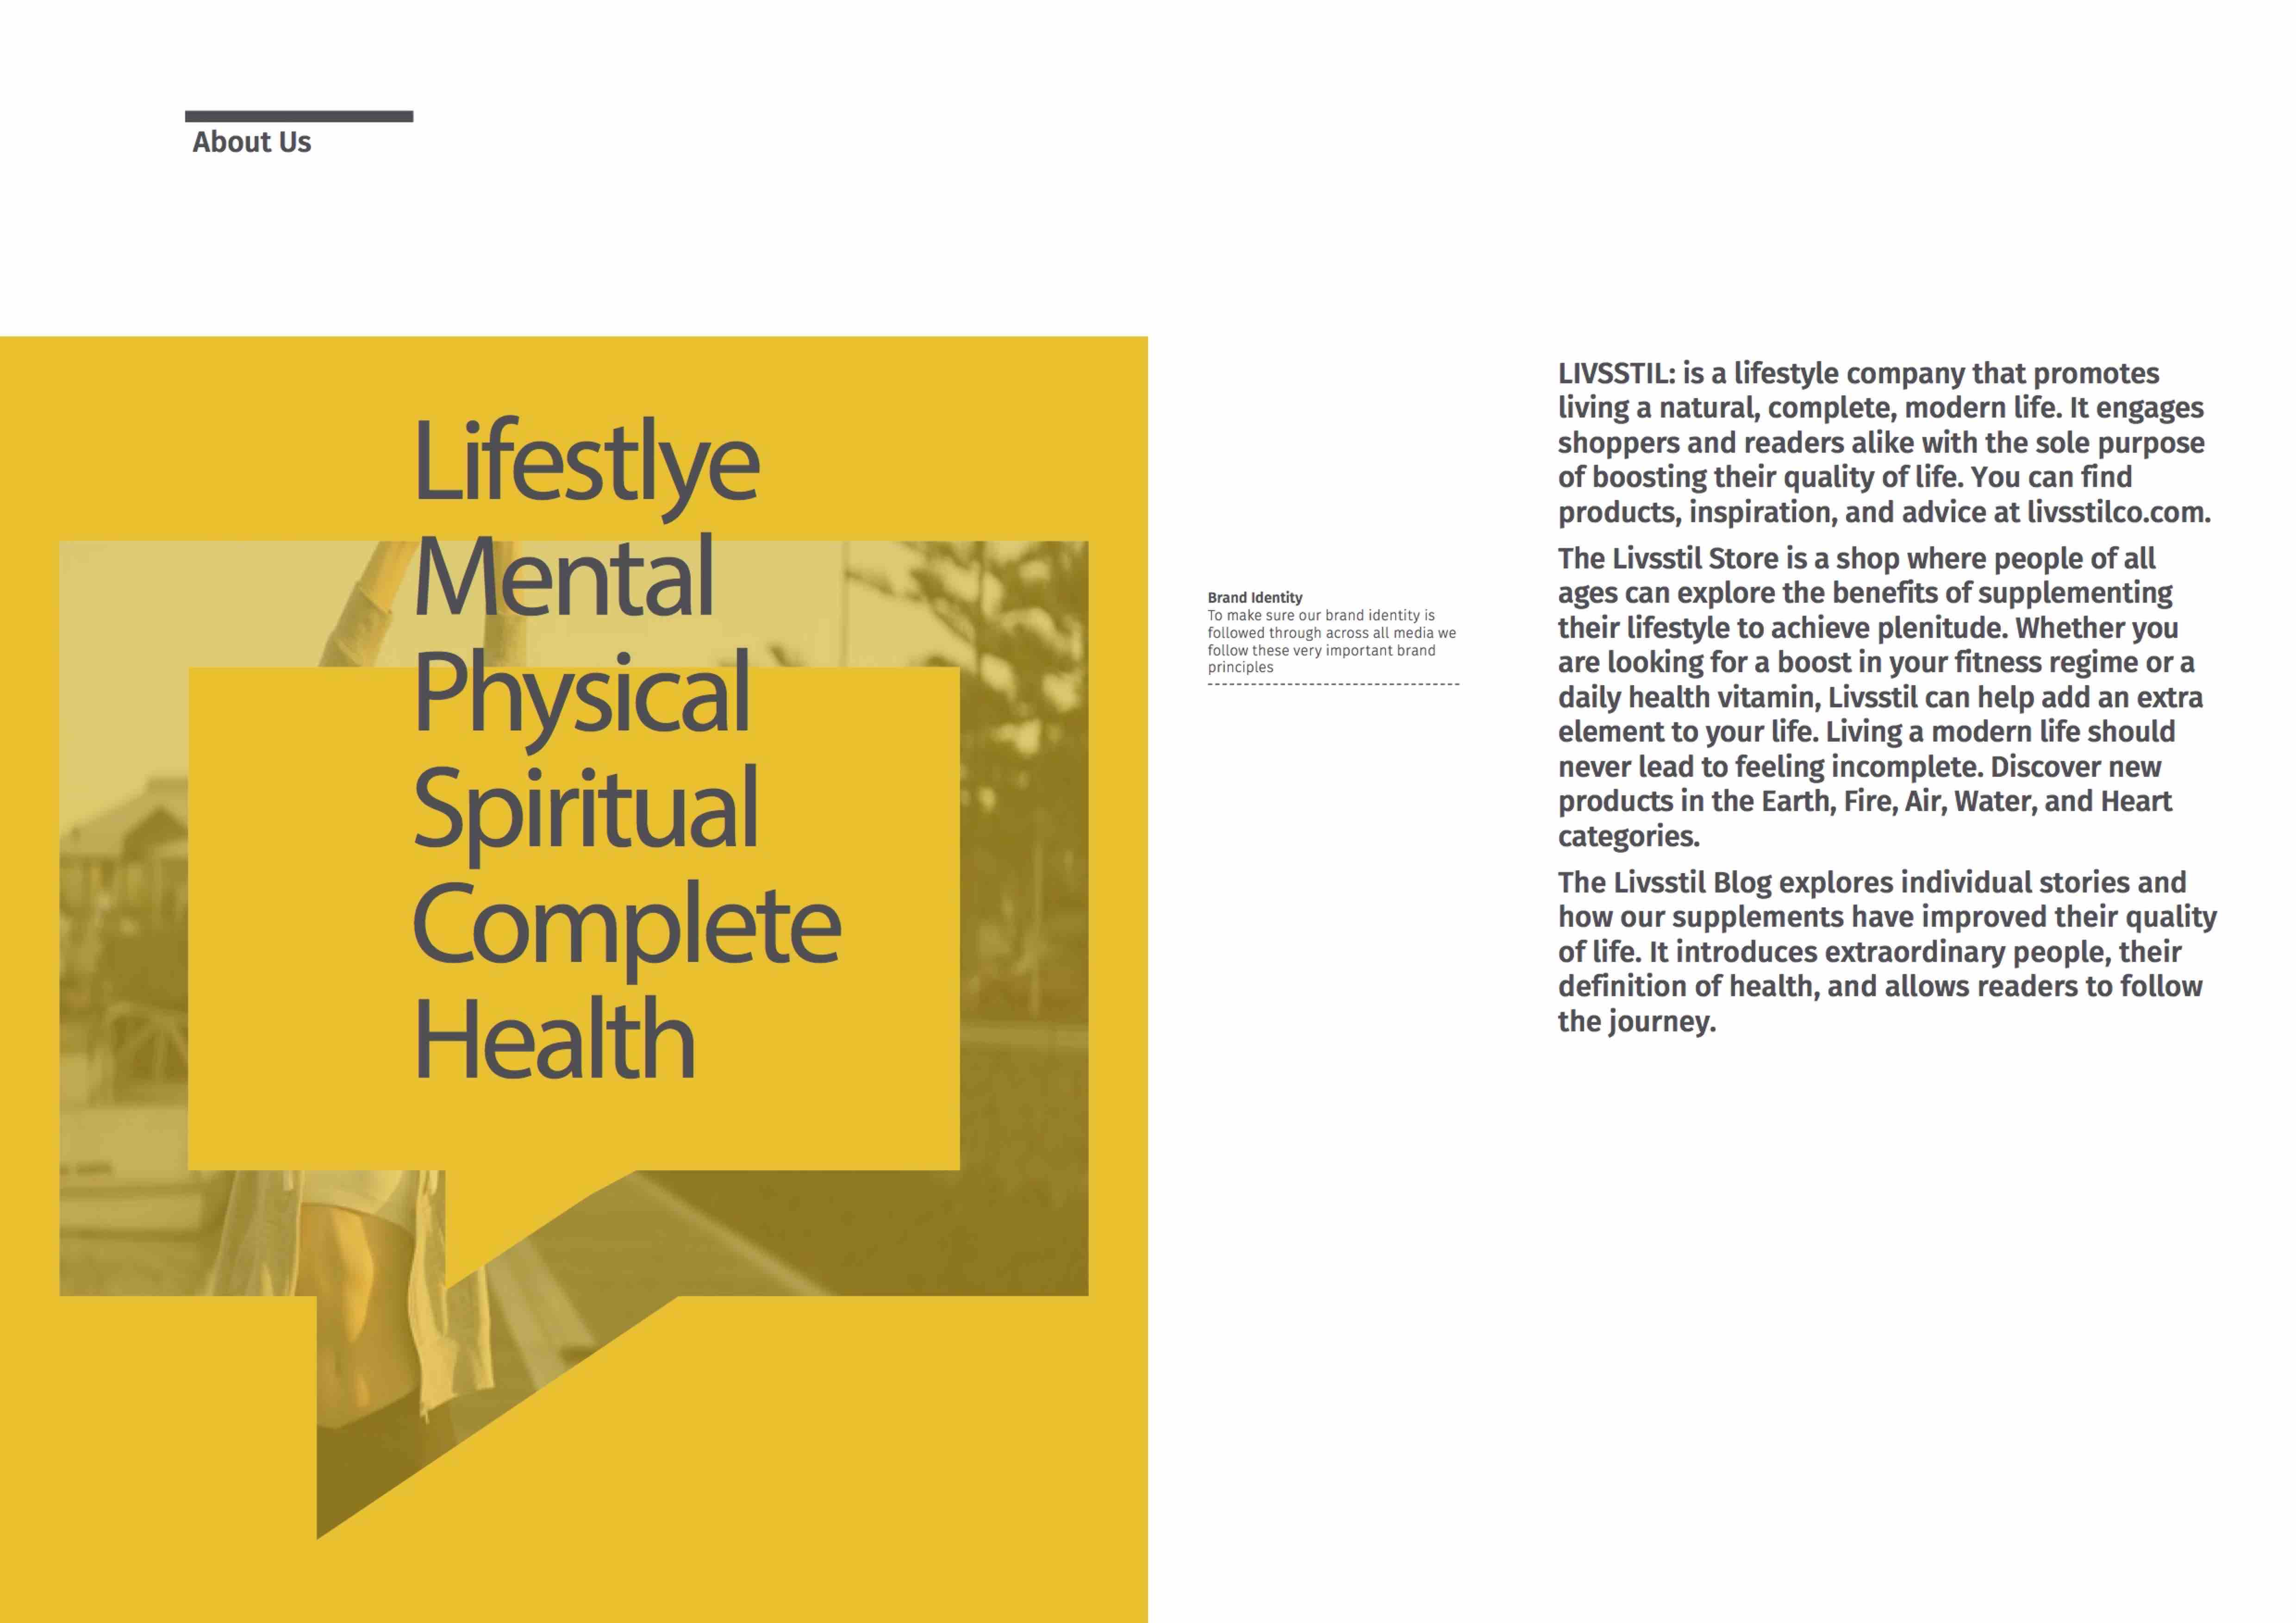 About Us
Lifestlye
Mental
Physical
Spiritual
Complete
Health
Brand Identity
To make sure our brand identity is
followed through across all media we
follow these very important brand
principles
LIVSSTIL: is a lifestyle company that promotes
living a natural, complete, modern life. It engages
shoppers and readers alike with the sole purpose
of boosting their quality of life. You can find
products, inspiration, and advice at livsstilco.com.
The Livsstil Store is a shop where people of all
ages can explore the benefits of supplementing
their lifestyle to achieve plenitude. Whether you
are looking for a boost in your fitness regime or a
daily health vitamin, Livsstil can help add an extra
element to your life. Living a modern life should
never lead to feeling incomplete. Discover new
products in the Earth, Fire, Air, Water, and Heart
categories.
The Livsstil Blog explores individual stories and
how our supplements have improved their quality
of life. It introduces extraordinary people, their
definition of health, and allows readers to follow
the journey.